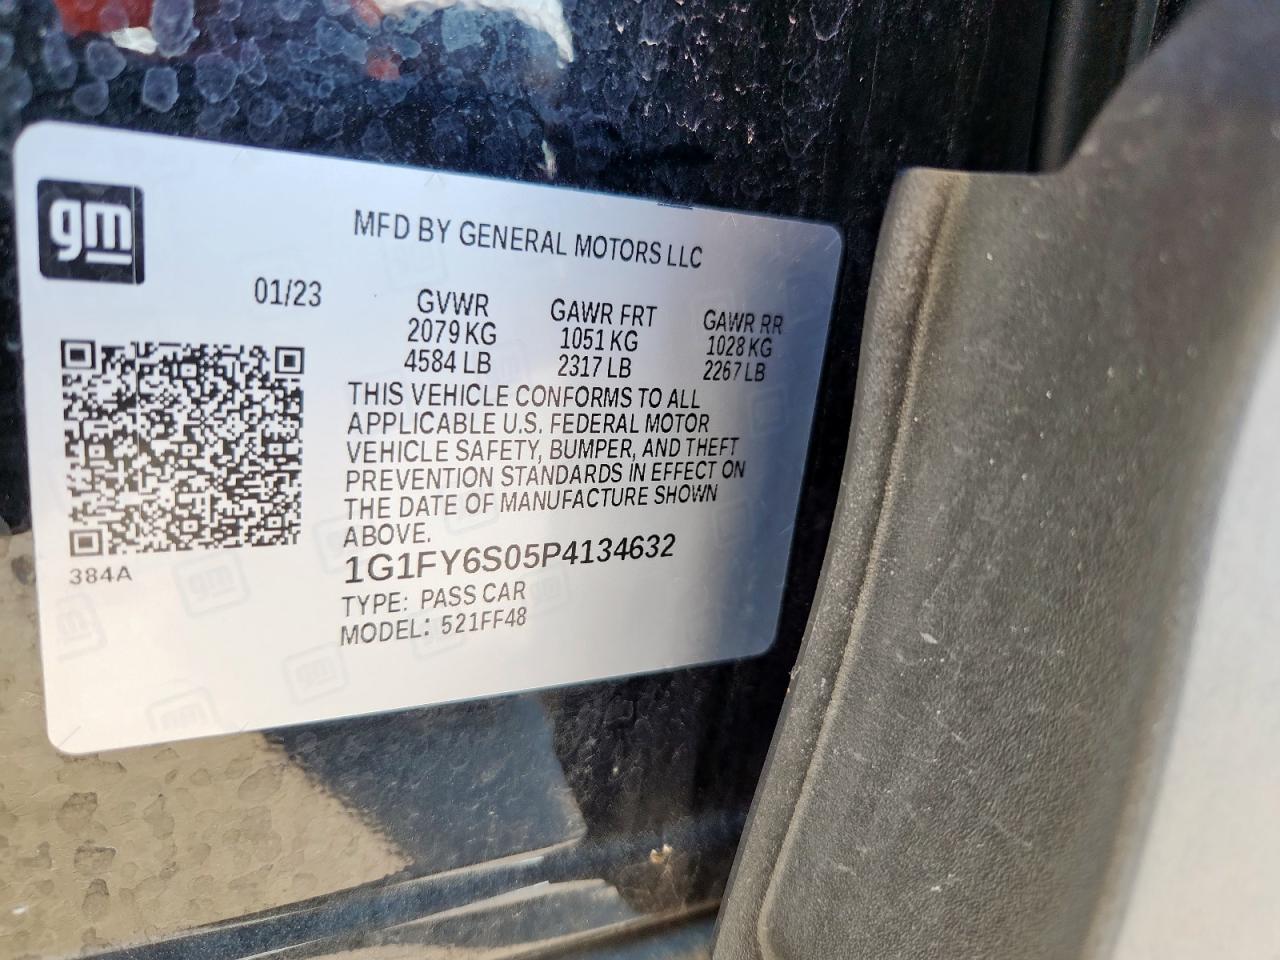 gm
MFD BY GENERAL MOTORS LLC
01/23
GVWR GAWR FRT GAWR RR
2079 KG 1051 KG 1028 KG
4584 LB 2317 LB 2267 LB
THIS VEHICLE CONFORMS TO ALL
APPLICABLE U.S. FEDERAL MOTOR
VEHICLE SAFETY, BUMPER, AND THEFT
PREVENTION STANDARDS IN EFFECT ON
THE DATE OF MANUFACTURE SHOWN
ABOVE.
384A
1G1FY6S05P4134632
TYPE: PASS CAR
MODEL: 521FF48